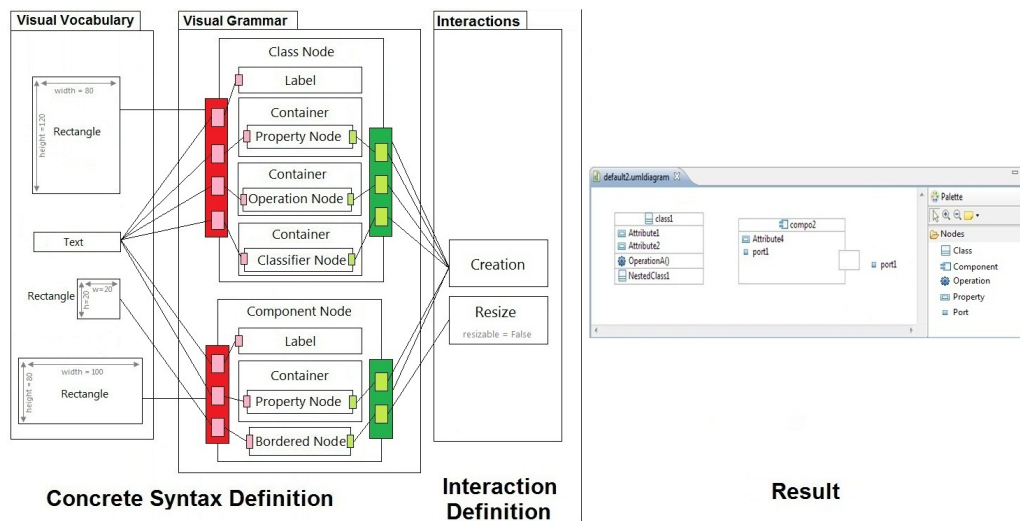 Visual Vocabulary
width = 80
height =120
Rectangle
Text
Rectangle
w=20
h=20
width = 100
height = 80
Rectangle
Visual Grammar
Class Node
Label
Container
Property Node
Container
Operation Node
Container
Classifier Node
Component Node
Label
Container
Property Node
Bordered Node
Interactions
Creation
Resize
resizable = False
Concrete Syntax Definition
Interaction
Definition
default2.umldiagram
class1
Attribute1
Attribute2
OperationA()
NestedClass1
compo2
Attribute4
port1
port1
Palette
Nodes
Class
Component
Operation
Property
Port
Result